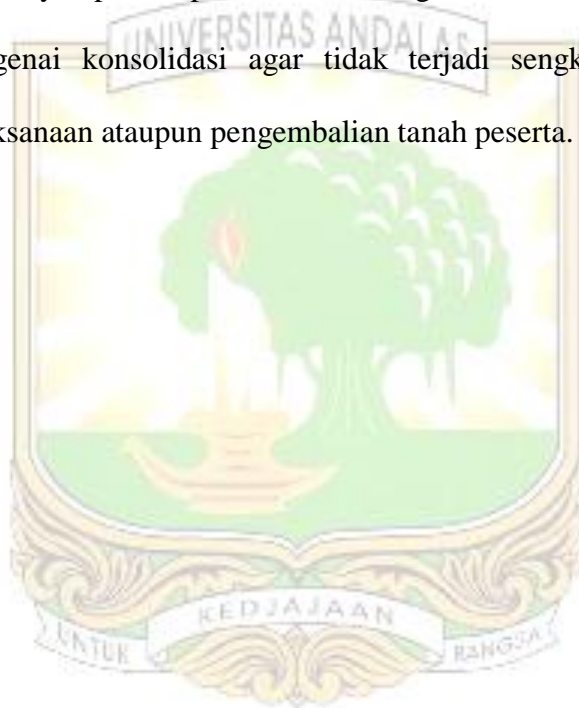 UNIVERSITAS ANDALAS
genai konsolidasi agar tidak terjadi sengk
ksanaan ataupun pengembalian tanah peserta.
KEDJAJAAN
UNTUK BANGSA